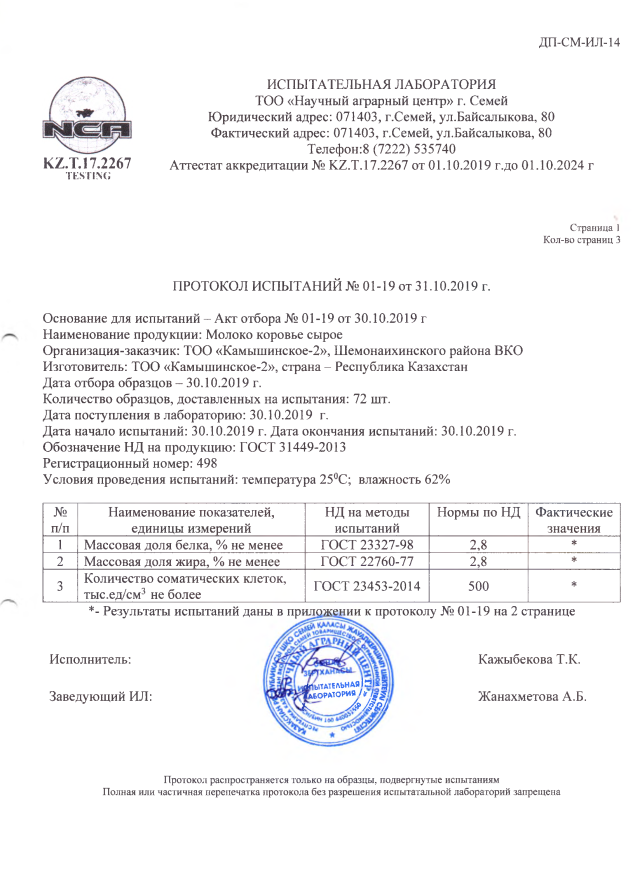 ДП-СМ-ИЛ-14
NCA
KZ.T.17.2267
TESTING
ИСПЫТАТЕЛЬНАЯ ЛАБОРАТОРИЯ
ТОО «Научный аграрный центр» г. Семей
Юридический адрес: 071403, г.Семей, ул.Байсалыкова, 80
Фактический адрес: 071403, г.Семей, ул.Байсалыкова, 80
Телефон:8 (7222) 535740
Аттестат аккредитации № KZ.T.17.2267 от 01.10.2019 г.до 01.10.2024 г
Страница 1
Кол-во страниц 3
ПРОТОКОЛ ИСПЫТАНИЙ № 01-19 от 31.10.2019 г.
Основание для испытаний – Акт отбора № 01-19 от 30.10.2019 г
Наименование продукции: Молоко коровье сырое
Организация-заказчик: ТОО «Камышинское-2», Шемонаихинского района ВКО
Изготовитель: ТОО «Камышинское-2», страна – Республика Казахстан
Дата отбора образцов – 30.10.2019 г.
Количество образцов, доставленных на испытания: 72 шт.
Дата поступления в лабораторию: 30.10.2019 г.
Дата начало испытаний: 30.10.2019 г. Дата окончания испытаний: 30.10.2019 г.
Обозначение НД на продукцию: ГОСТ 31449-2013
Регистрационный номер: 498
Условия проведения испытаний: температура 25⁰С; влажность 62%
№ п/п Наименование показателей, единицы измерений НД на методы испытаний Нормы по НД Фактические значения
1 Массовая доля белка, % не менее ГОСТ 23327-98 2,8 *
2 Массовая доля жира, % не менее ГОСТ 22760-77 2,8 *
3 Количество соматических клеток, тыс.ед/см³ не более ГОСТ 23453-2014 500 *
*- Результаты испытаний даны в приложении к протоколу № 01-19 на 2 странице
Исполнитель: Кажыбекова Т.К.
Заведующий ИЛ: Жанахметова А.Б.
ЗЕРТХАНАСЫ
ИСПЫТАТЕЛЬНАЯ
ЛАБОРАТОРИЯ
Протокол распространяется только на образцы, подвергнутые испытаниям
Полная или частичная перепечатка протокола без разрешения испытатальной лабораторий запрещена